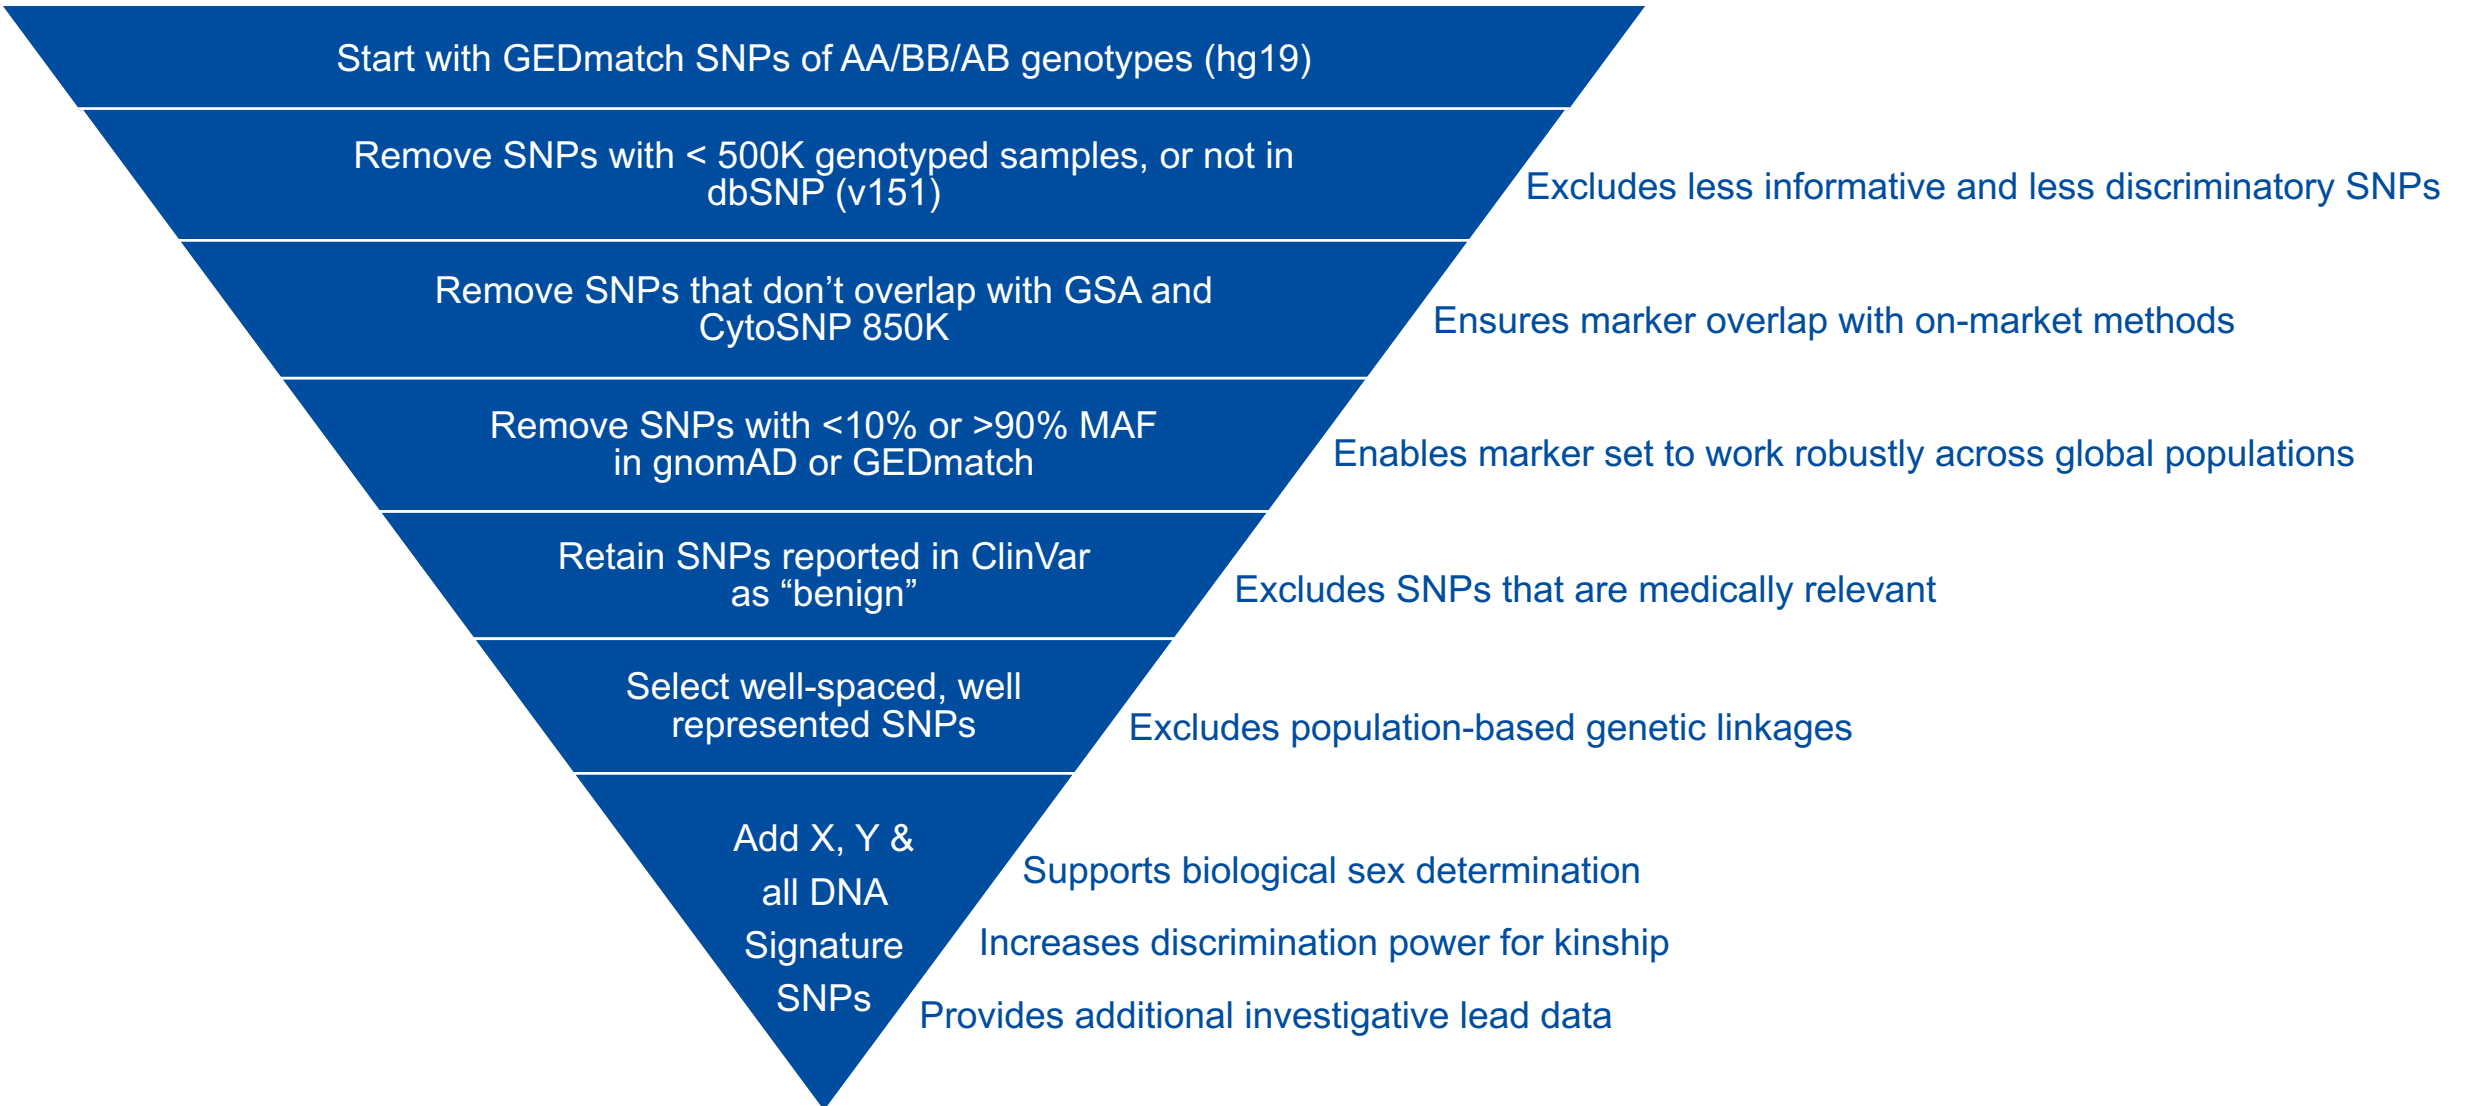 Start with GEDmatch SNPs of AA/BB/AB genotypes (hg19)
Remove SNPs with < 500K genotyped samples, or not in
dbSNP (v151)
Excludes less informative and less discriminatory SNPs
Remove SNPs that don’t overlap with GSA and
CytoSNP 850K
Ensures marker overlap with on-market methods
Remove SNPs with <10% or >90% MAF
in gnomAD or GEDmatch
Enables marker set to work robustly across global populations
Retain SNPs reported in ClinVar
as “benign”
Excludes SNPs that are medically relevant
Select well-spaced, well
represented SNPs
Excludes population-based genetic linkages
Add X, Y &
all DNA
Signature
SNPs
Supports biological sex determination
Increases discrimination power for kinship
Provides additional investigative lead data